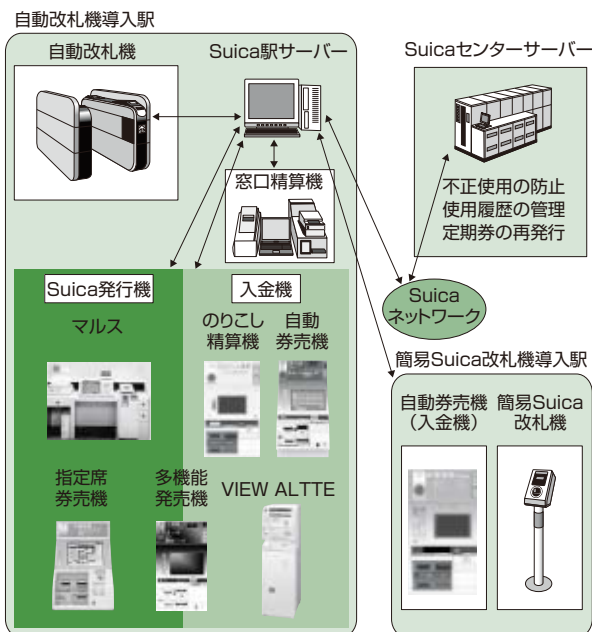 自動改札機導入駅
自動改札機
Suica駅サーバー
窓口精算機
Suica発行機
マルス
指定席
券売機
多機能
発売機
入金機
のりこし
精算機
自動
券売機
VIEW ALTTE
Suicaセンターサーバー
不正使用の防止
使用履歴の管理
定期券の再発行
Suica
ネットワーク
簡易Suica改札機導入駅
自動券売機
（入金機）
簡易Suica
改札機